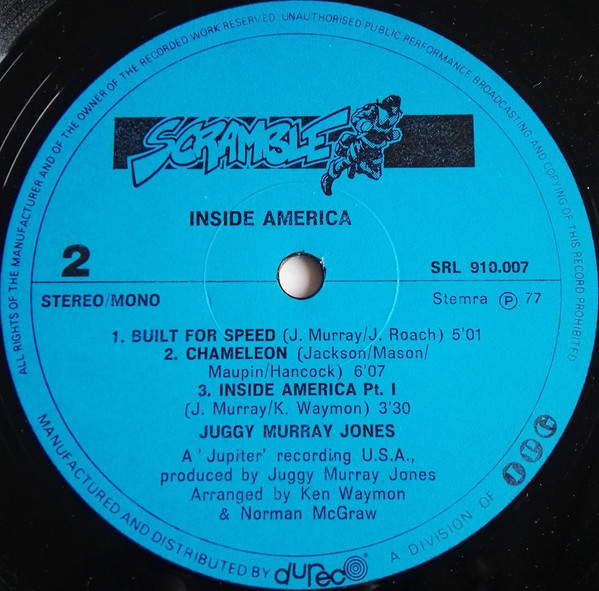 ALL RIGHTS OF THE MANUFACTURER AND OF THE OWNER OF THE RECORDED WORK RESERVED UNAUTHORISED PUBLIC PERFORMANCE BROADCASTING AND COPYING OF THIS RECORD PROHIBITED
SCRAMBLE
INSIDE AMERICA
2
SRL 910.007
STEREO/MONO
Stemra Ⓟ 77
1. BUILT FOR SPEED (J. Murray/J. Roach) 5'01
2. CHAMELEON (Jackson/Mason/
Maupin/Hancock) 6'07
3. INSIDE AMERICA Pt. I
(J. Murray/K. Waymon) 3'30
JUGGY MURRAY JONES
A 'Jupiter' recording U.S.A.,
produced by Juggy Murray Jones
Arranged by Ken Waymon
& Norman McGraw
MANUFACTURED AND DISTRIBUTED BY dureco A DIVISION OF